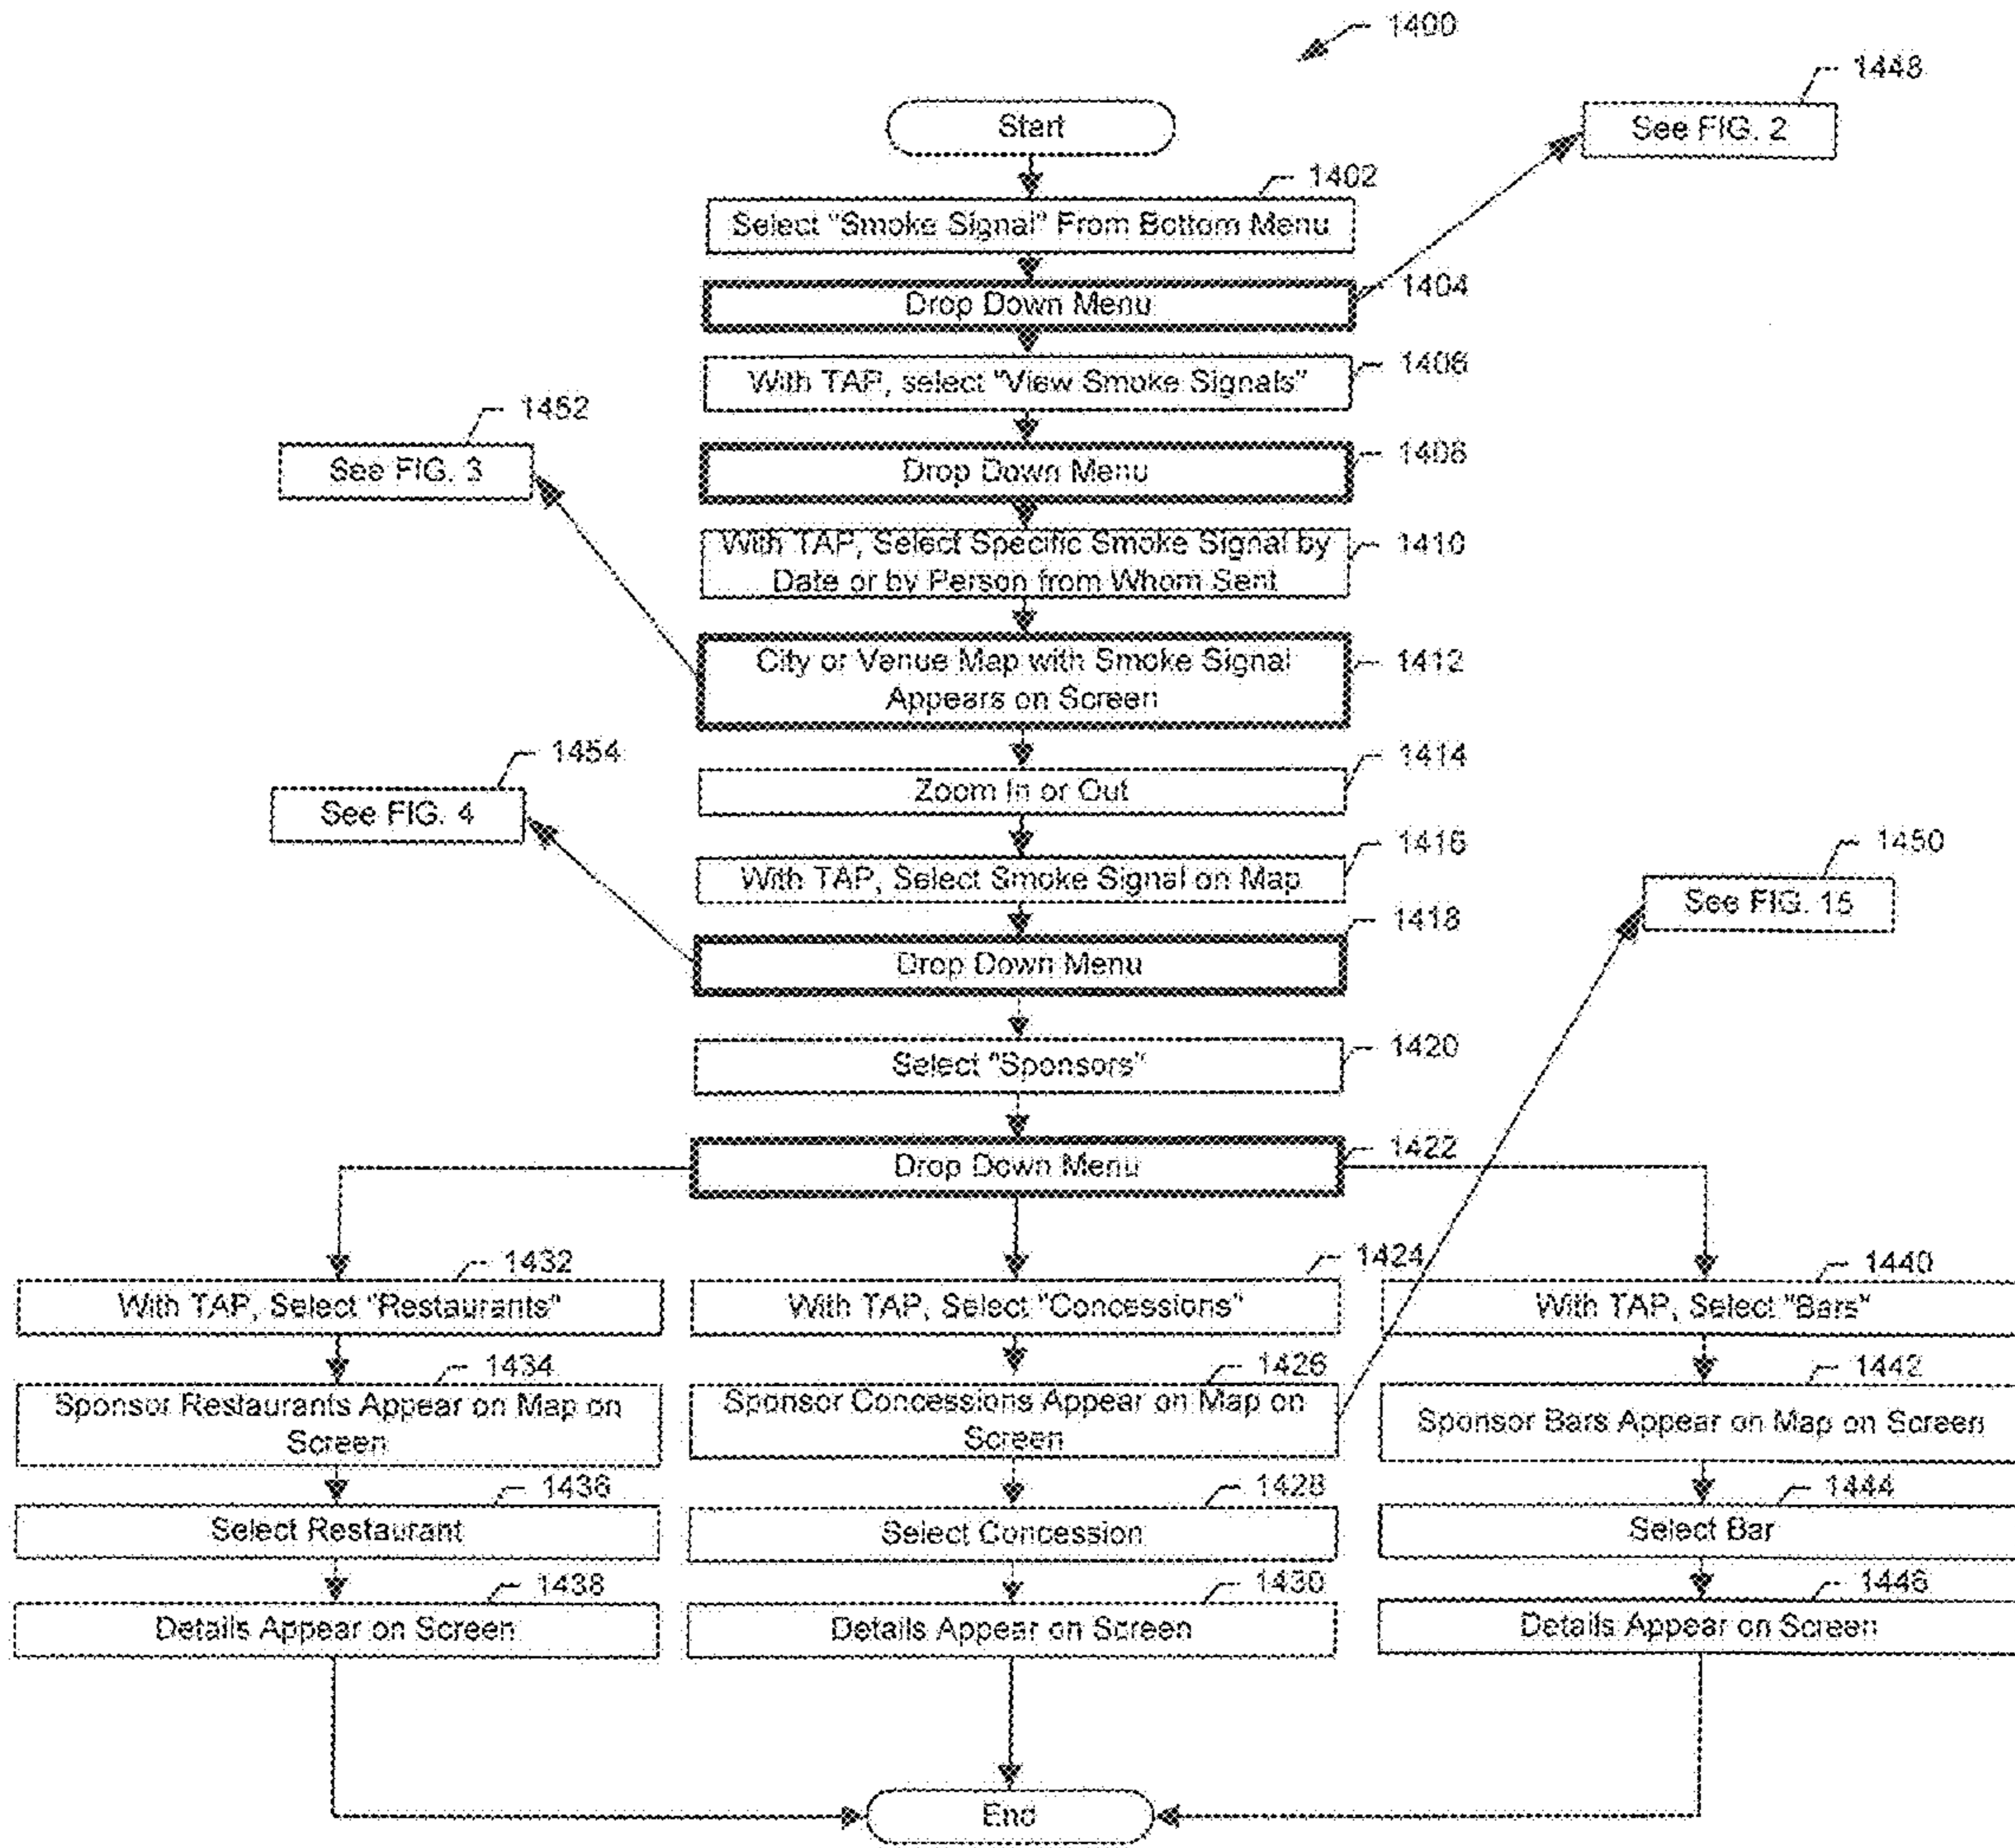 1400
1448
Start
See FIG. 2
1402
Select "Smoke Signal" From Bottom Menu
1404
Drop Down Menu
1406
With TAP, select "View Smoke Signals"
1452
See FIG. 3
1408
Drop Down Menu
With TAP, Select Specific Smoke Signal by
Date or by Person from Whom Sent
1410
City or Venue Map with Smoke Signal
Appears on Screen
1412
1454
See FIG. 4
1414
Zoom In or Out
1416
With TAP, Select Smoke Signal on Map
1450
See FIG. 15
1418
Drop Down Menu
1420
Select "Sponsors"
1422
Drop Down Menu
1432
With TAP, Select "Restaurants"
1434
Sponsor Restaurants Appear on Map on
Screen
1436
Select Restaurant
1438
Details Appear on Screen
1424
With TAP, Select "Concessions"
1426
Sponsor Concessions Appear on Map on
Screen
1428
Select Concession
1430
Details Appear on Screen
1440
With TAP, Select "Bars"
1442
Sponsor Bars Appear on Map on Screen
1444
Select Bar
1446
Details Appear on Screen
End